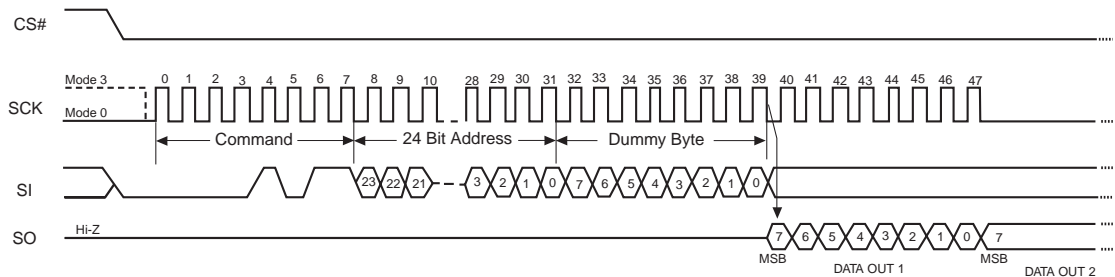 CS#
Mode 3 0 1 2 3 4 5 6 7 8 9 10 28 29 30 31 32 33 34 35 36 37 38 39 40 41 42 43 44 45 46 47
SCK
Mode 0
Command 24 Bit Address Dummy Byte
SI 23 22 21 3 2 1 0 7 6 5 4 3 2 1 0
SO Hi-Z 7 6 5 4 3 2 1 0 7
MSB DATA OUT 1 MSB DATA OUT 2